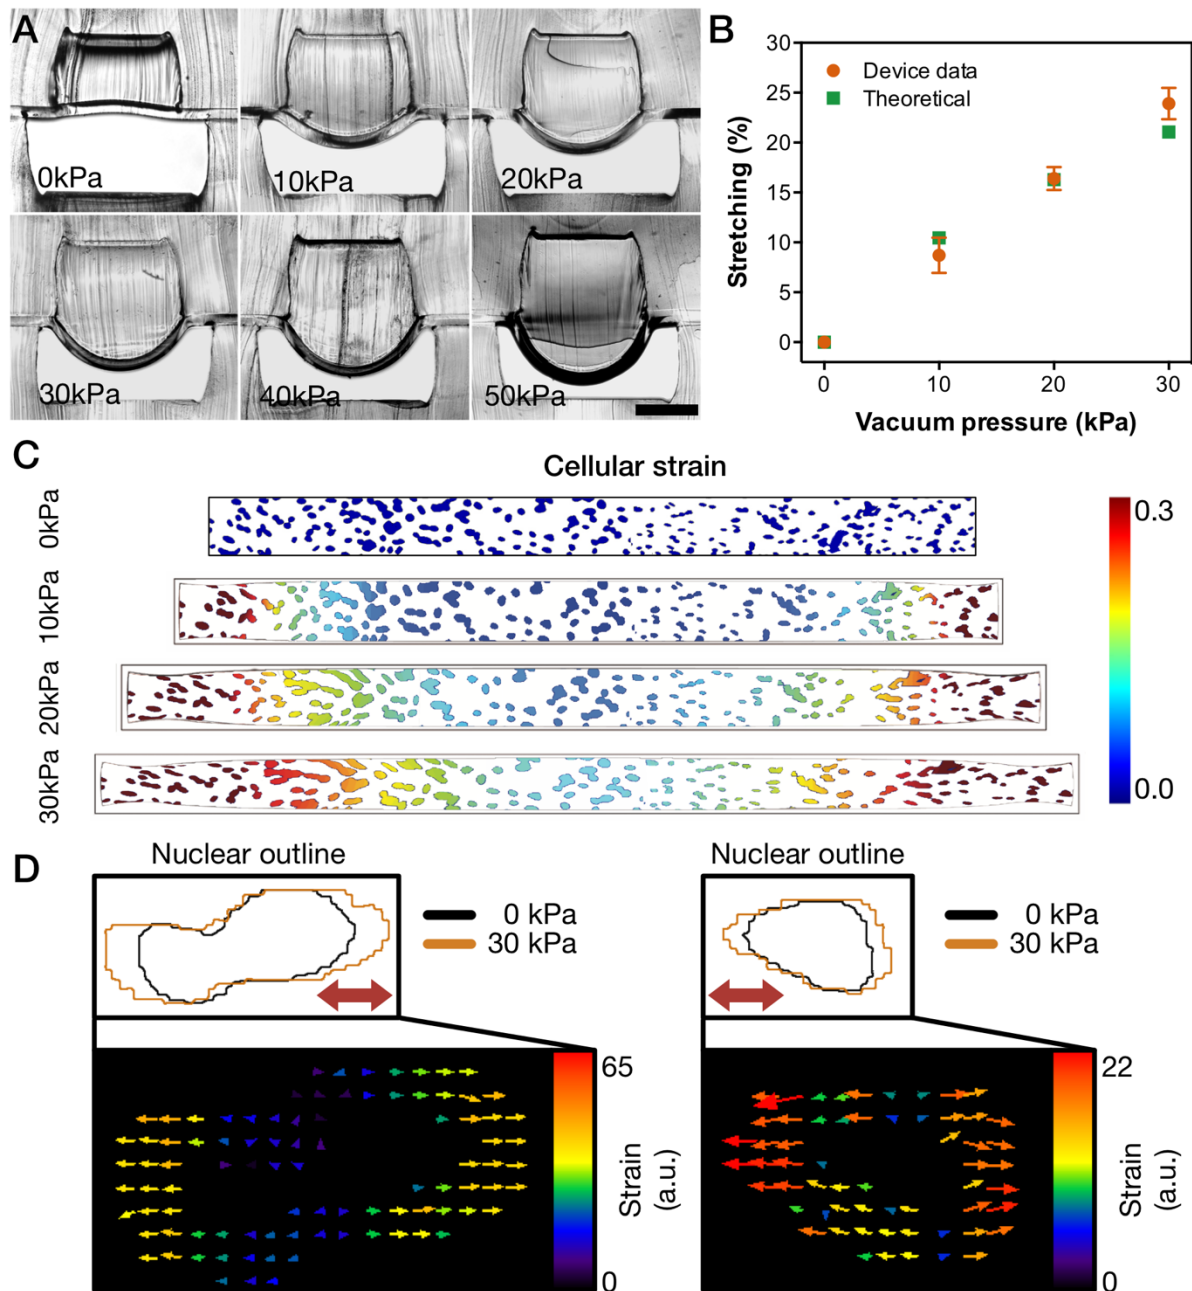 A
0kPa
10kPa
20kPa
30kPa
40kPa
50kPa
B
30
25
20
15
10
5
0
Stretching (%)
Device data
Theoretical
0
10
20
30
Vacuum pressure (kPa)
C
Cellular strain
0kPa
10kPa
20kPa
30kPa
0.3
0.0
D
Nuclear outline
0 kPa
30 kPa
65
0
Strain
(a.u.)
Nuclear outline
0 kPa
30 kPa
22
0
Strain
(a.u.)